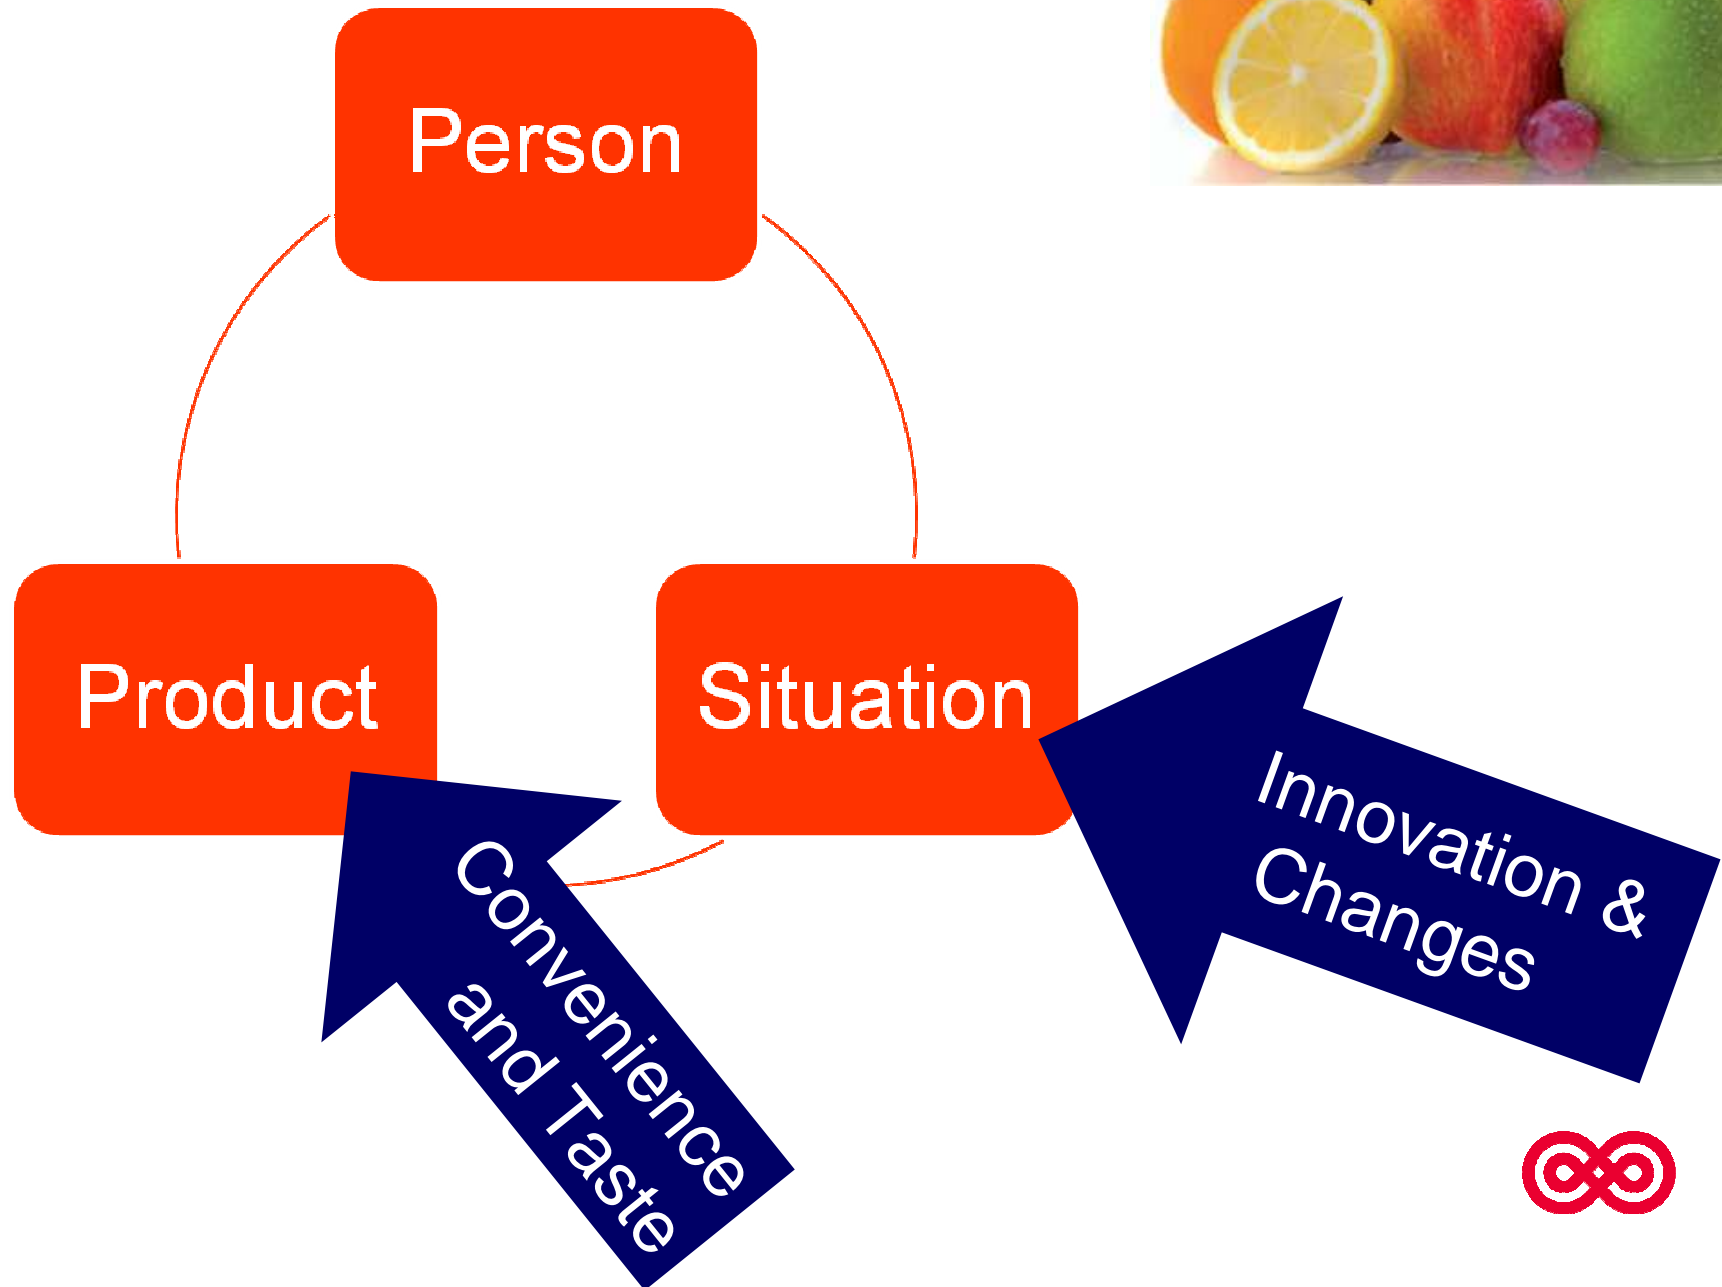 Person
Product
Situation
Innovation &
Changes
Convenience
and Taste